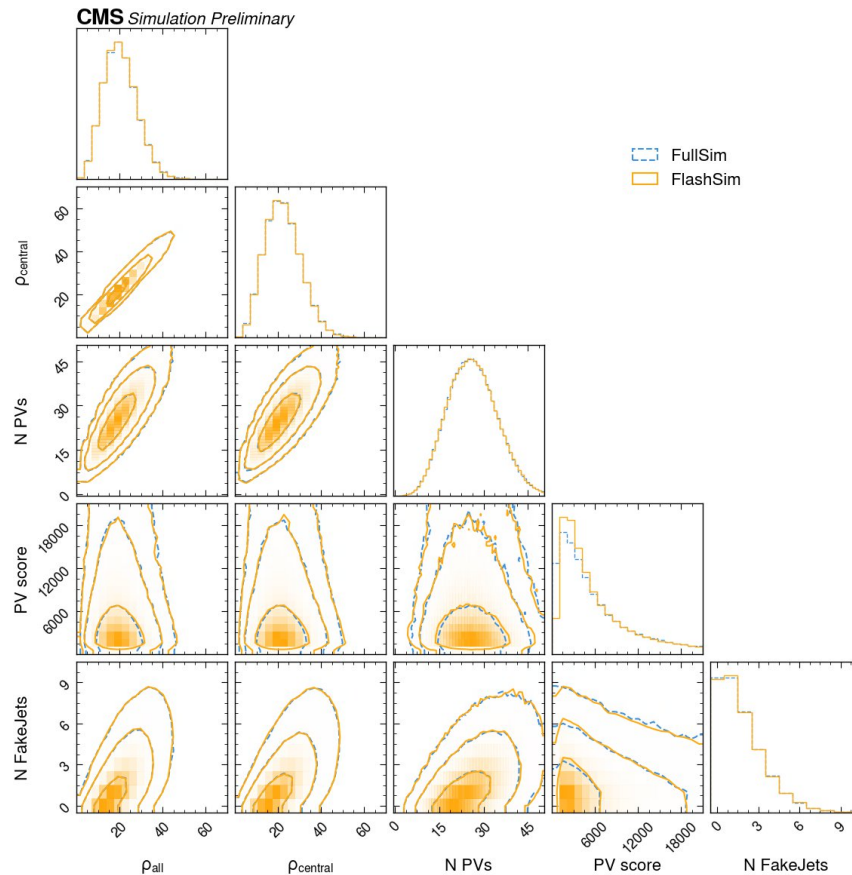 CMS Simulation Preliminary
FullSim
FlashSim
ρcentral
60
40
20
N PVs
45
30
15
0
PV score
18000
12000
6000
N FakeJets
9
6
3
0
20 40 60
20 40 60
0 15 30 45
6000 12000 18000
0 3 6 9
ρall
ρcentral
N PVs
PV score
N FakeJets